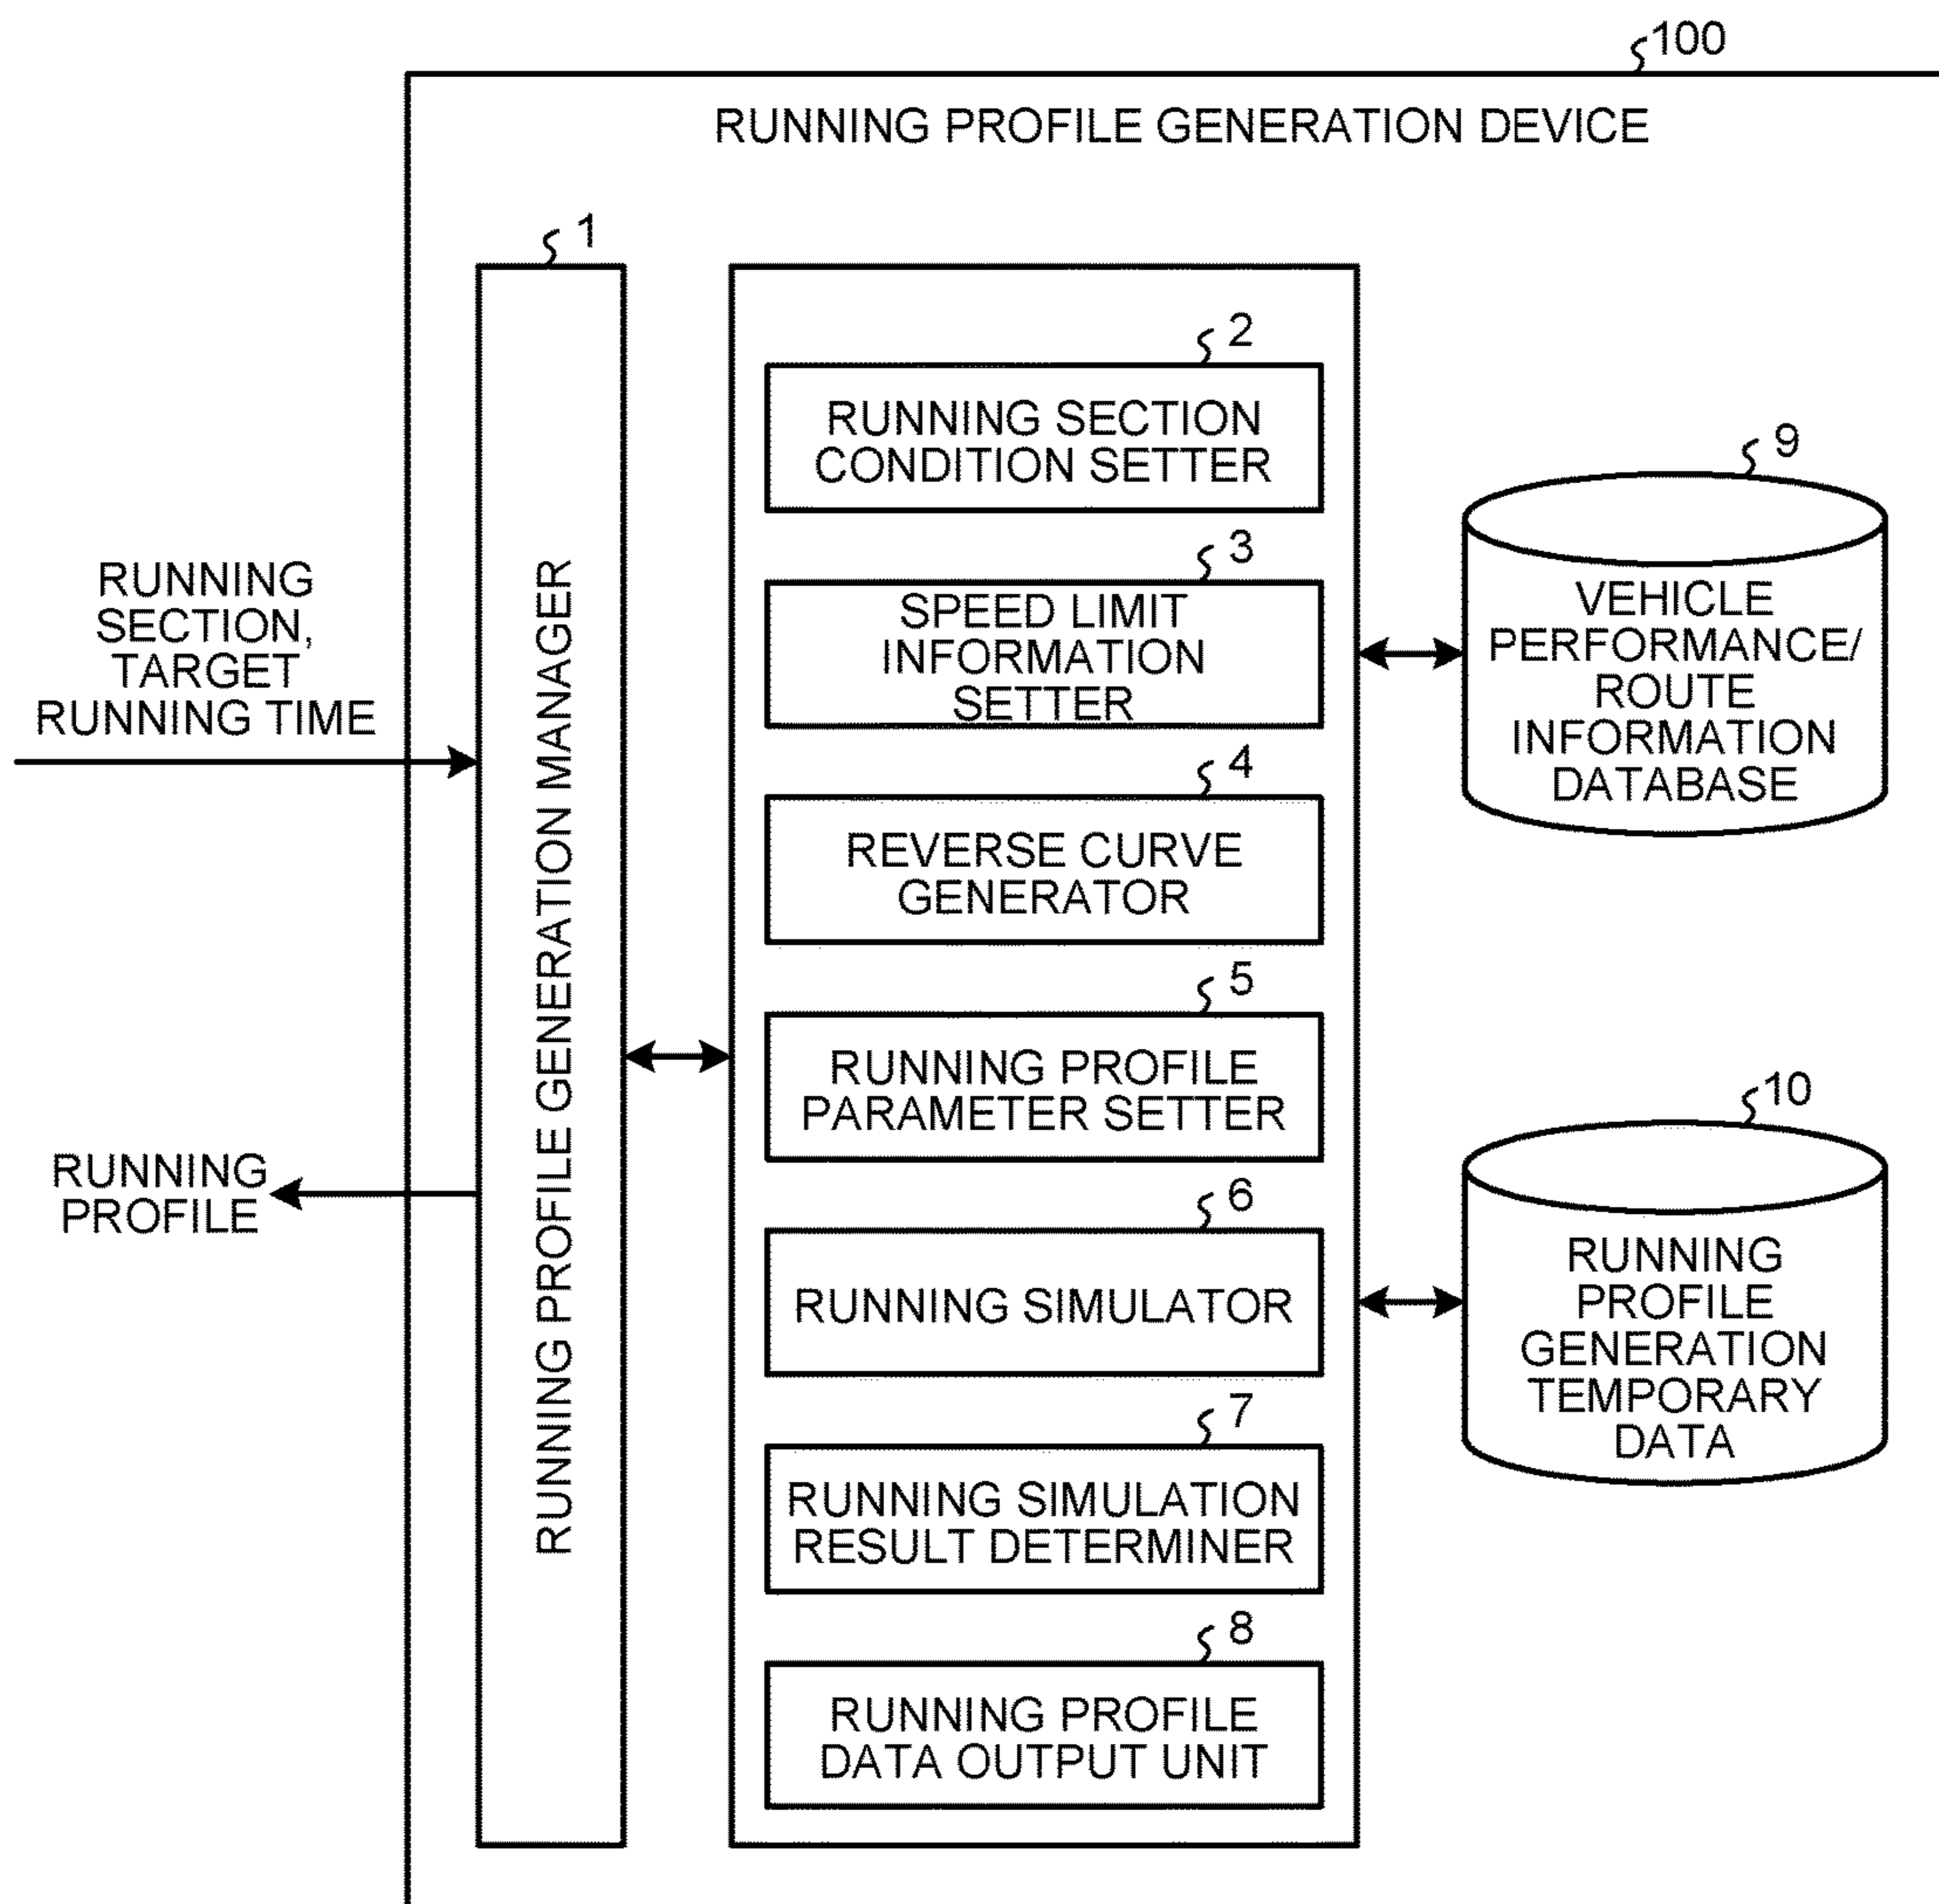 100
RUNNING PROFILE GENERATION DEVICE
1
RUNNING PROFILE GENERATION MANAGER
RUNNING
SECTION,
TARGET
RUNNING TIME
RUNNING
PROFILE
2
RUNNING SECTION
CONDITION SETTER
3
SPEED LIMIT
INFORMATION
SETTER
4
REVERSE CURVE
GENERATOR
5
RUNNING PROFILE
PARAMETER SETTER
6
RUNNING SIMULATOR
7
RUNNING SIMULATION
RESULT DETERMINER
8
RUNNING PROFILE
DATA OUTPUT UNIT
9
VEHICLE
PERFORMANCE/
ROUTE
INFORMATION
DATABASE
10
RUNNING
PROFILE
GENERATION
TEMPORARY
DATA